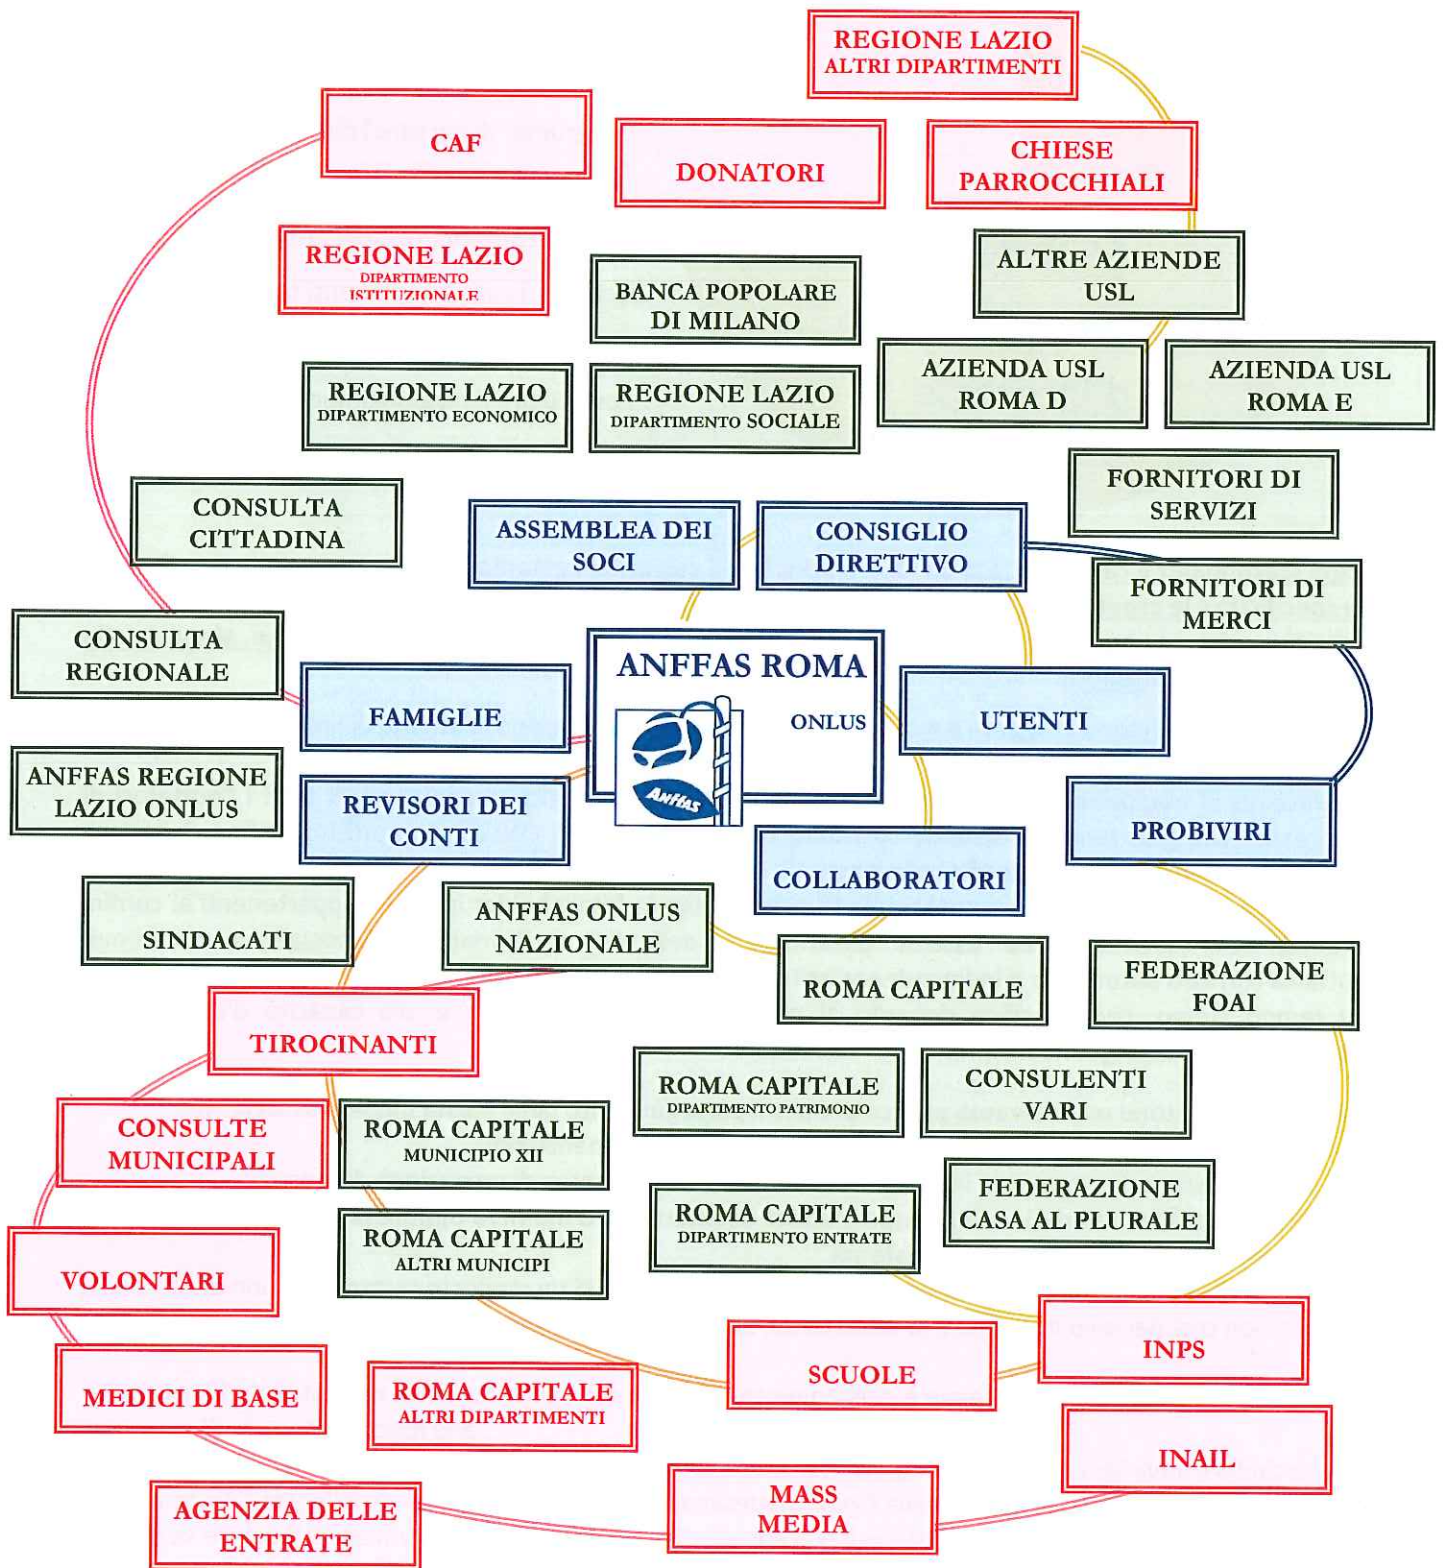 REGIONE LAZIO
ALTRI DIPARTIMENTI
CAF
DONATORI
CHIESE
PARROCCHIALI
REGIONE LAZIO
DIPARTIMENTO
ISTITUZIONALE
BANCA POPOLARE
DI MILANO
ALTRE AZIENDE
USL
REGIONE LAZIO
DIPARTIMENTO ECONOMICO
REGIONE LAZIO
DIPARTIMENTO SOCIALE
AZIENDA USL
ROMA D
AZIENDA USL
ROMA E
CONSULTA
CITTADINA
ASSEMBLEA DEI
SOCI
CONSIGLIO
DIRETTIVO
FORNITORI DI
SERVIZI
FORNITORI DI
MERCI
CONSULTA
REGIONALE
FAMIGLIE
ANFFAS ROMA
ONLUS
Anffas
UTENTI
ANFFAS REGIONE
LAZIO ONLUS
REVISORI DEI
CONTI
PROBIVIRI
COLLABORATORI
SINDACATI
ANFFAS ONLUS
NAZIONALE
ROMA CAPITALE
FEDERAZIONE
FOAI
TIROCINANTI
ROMA CAPITALE
DIPARTIMENTO PATRIMONIO
CONSULENTI
VARI
CONSULTE
MUNICIPALI
ROMA CAPITALE
MUNICIPIO XII
ROMA CAPITALE
DIPARTIMENTO ENTRATE
FEDERAZIONE
CASA AL PLURALE
VOLONTARI
ROMA CAPITALE
ALTRI MUNICIPI
MEDICI DI BASE
ROMA CAPITALE
ALTRI DIPARTIMENTI
SCUOLE
INPS
INAIL
AGENZIA DELLE
ENTRATE
MASS
MEDIA